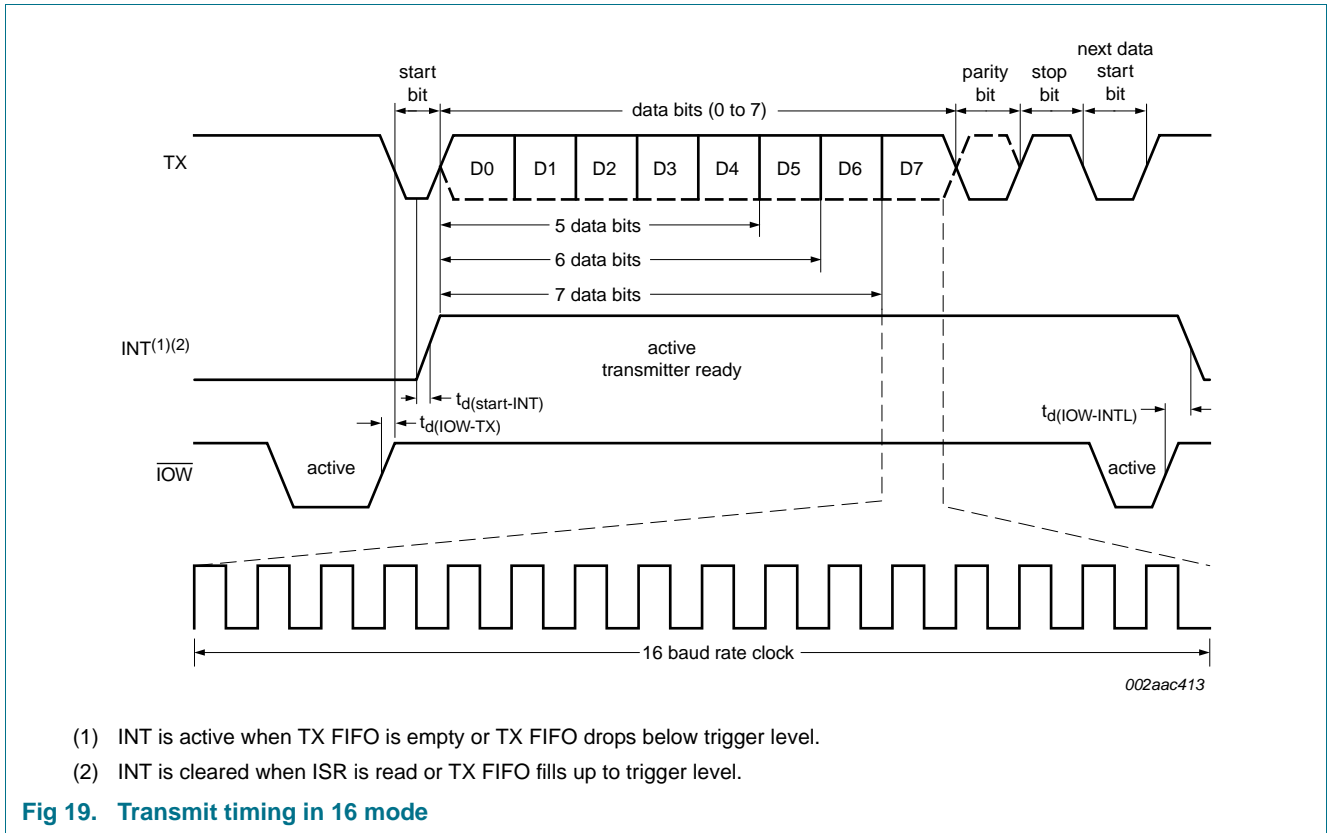 start
bit
data bits (0 to 7)
parity
bit
stop
bit
next data
start
bit
TX
D0 D1 D2 D3 D4 D5 D6 D7
5 data bits
6 data bits
7 data bits
INT(1)(2)
active
transmitter ready
td(start-INT)
td(IOW-TX)
td(IOW-INTL)
IOW
active
active
16 baud rate clock
002aac413
(1) INT is active when TX FIFO is empty or TX FIFO drops below trigger level.
(2) INT is cleared when ISR is read or TX FIFO fills up to trigger level.
Fig 19. Transmit timing in 16 mode